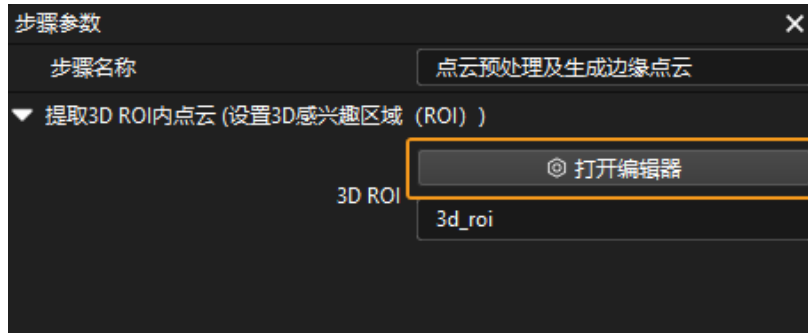 步骤参数
步骤名称 点云预处理及生成边缘点云
提取3D ROI内点云 (设置3D感兴趣区域（ROI）)
打开编辑器
3D ROI
3d_roi